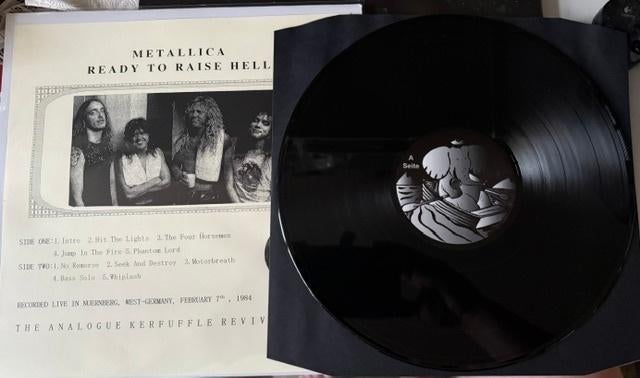 METALLICA
READY TO RAISE HELL
SIDE ONE:1.Intro 2.Hit The Lights 3.The Four Horsemen
4.Jump In The Fire 5.Phantom Lord
SIDE TWO:1.No Remorse 2.Seek And Destroy 3.Motorbreath
4.Bass Solo 5.Whiplash
RECORDED LIVE IN NUERNBERG, WEST-GERMANY, FEBRUARY 7th, 1984
THE ANALOGUE KERFUFFLE REVIV
A
Seite